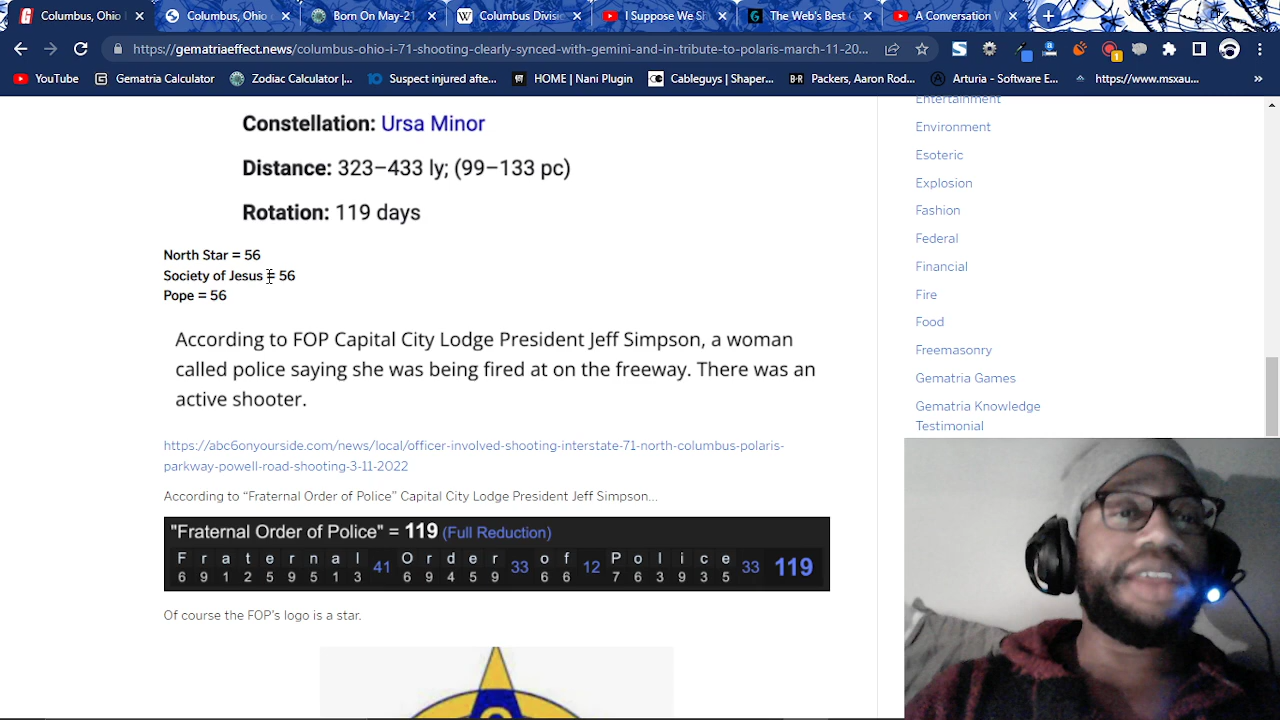 Columbus, Ohio I
Columbus, Ohio
Born On May-21
Columbus Divisi
I Suppose We Sh
The Web's Best C
A Conversation W
https://gematriaeffect.news/columbus-ohio-i-71-shooting-clearly-synced-with-gemini-and-in-tribute-to-polaris-march-11-20...
YouTube
Gematria Calculator
Zodiac Calculator |...
Suspect injured afte...
HOME | Nani Plugin
Cableguys | Shaper...
Packers, Aaron Rod...
Arturia - Software E...
https://www.msxau...
Constellation: Ursa Minor
Distance: 323–433 ly; (99–133 pc)
Rotation: 119 days
North Star = 56
Society of Jesus = 56
Pope = 56
According to FOP Capital City Lodge President Jeff Simpson, a woman
called police saying she was being fired at on the freeway. There was an
active shooter.
https://abc6onyourside.com/news/local/officer-involved-shooting-interstate-71-north-columbus-polaris-
parkway-powell-road-shooting-3-11-2022
According to “Fraternal Order of Police” Capital City Lodge President Jeff Simpson…
"Fraternal Order of Police" = 119 (Full Reduction)
F r a t e r n a l 41 O r d e r 33 o f 12 P o l i c e 33 119
6 9 1 2 5 9 5 1 3 6 9 4 5 9 6 6 7 6 3 9 3 5
Of course the FOP's logo is a star.
Entertainment
Environment
Esoteric
Explosion
Fashion
Federal
Financial
Fire
Food
Freemasonry
Gematria Games
Gematria Knowledge
Testimonial